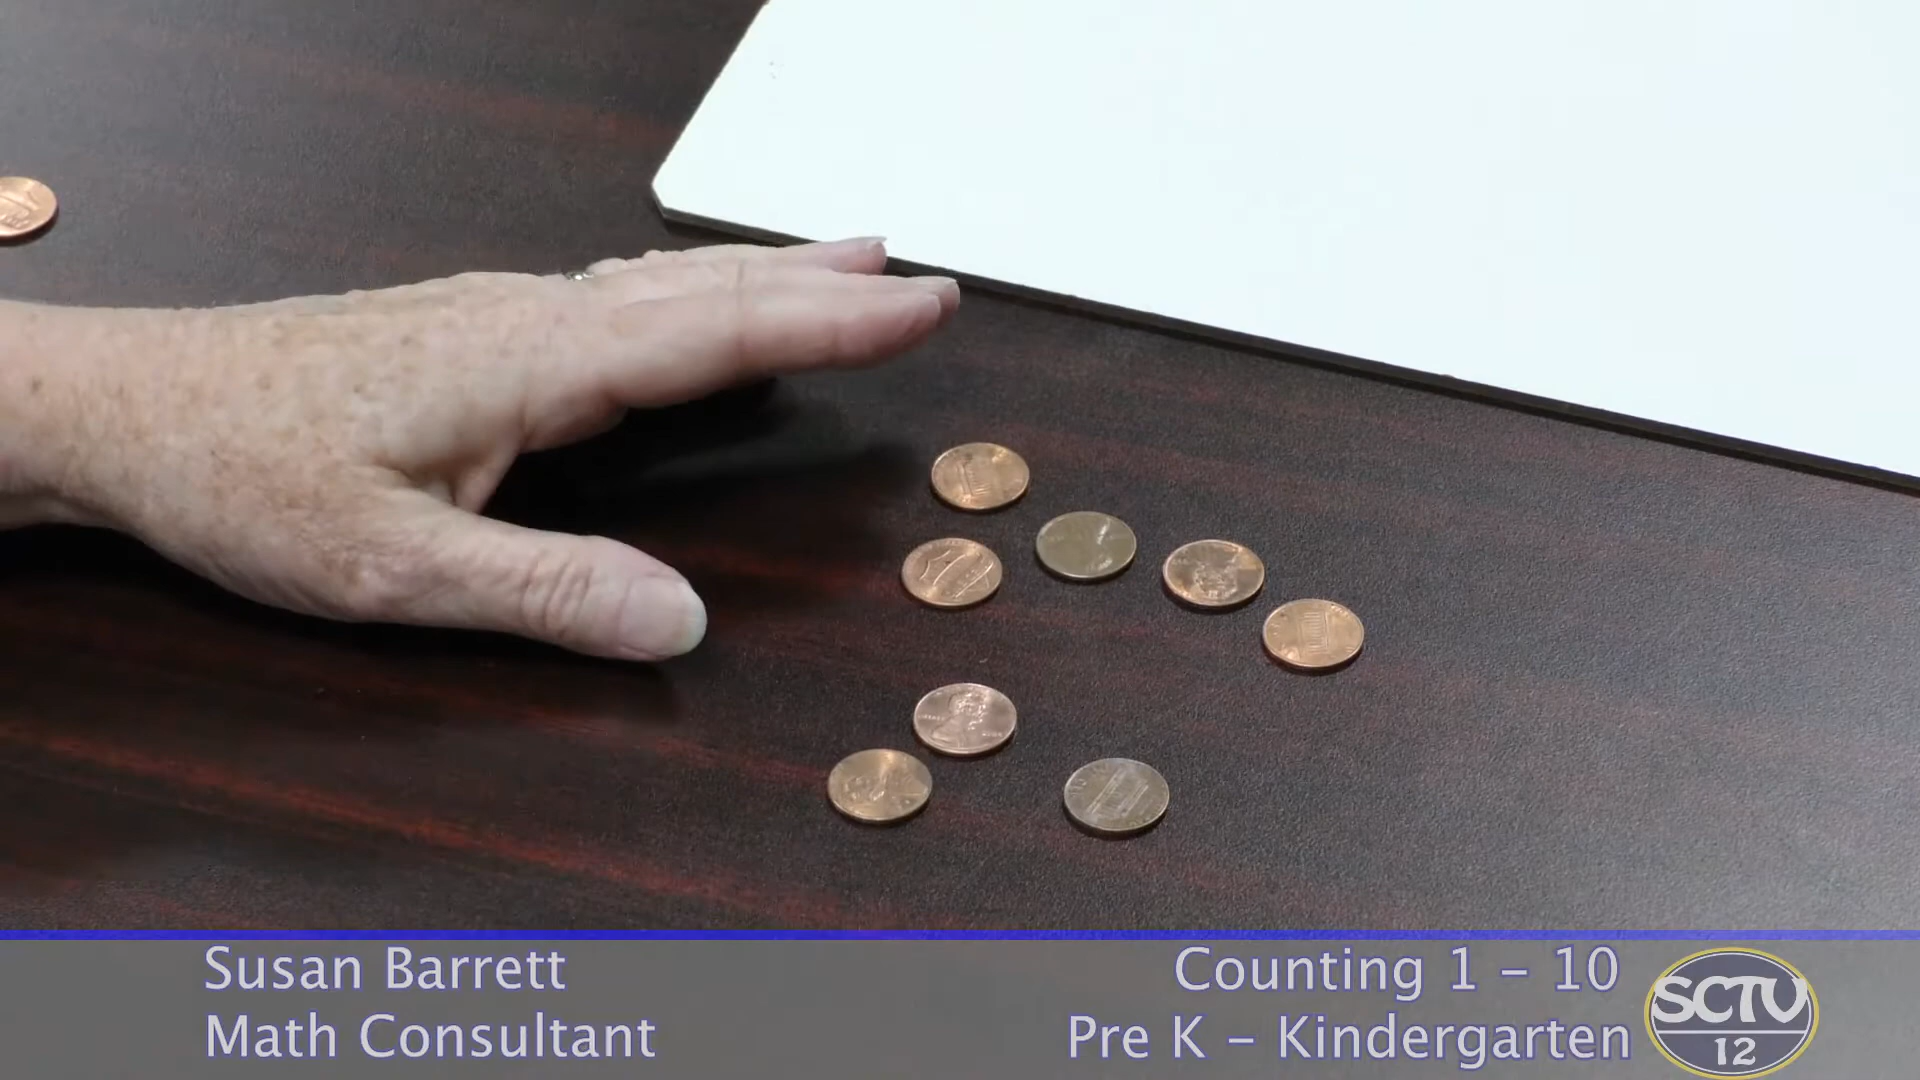 Susan Barrett
Math Consultant
Counting 1 - 10
Pre K - Kindergarten
SCTV
12